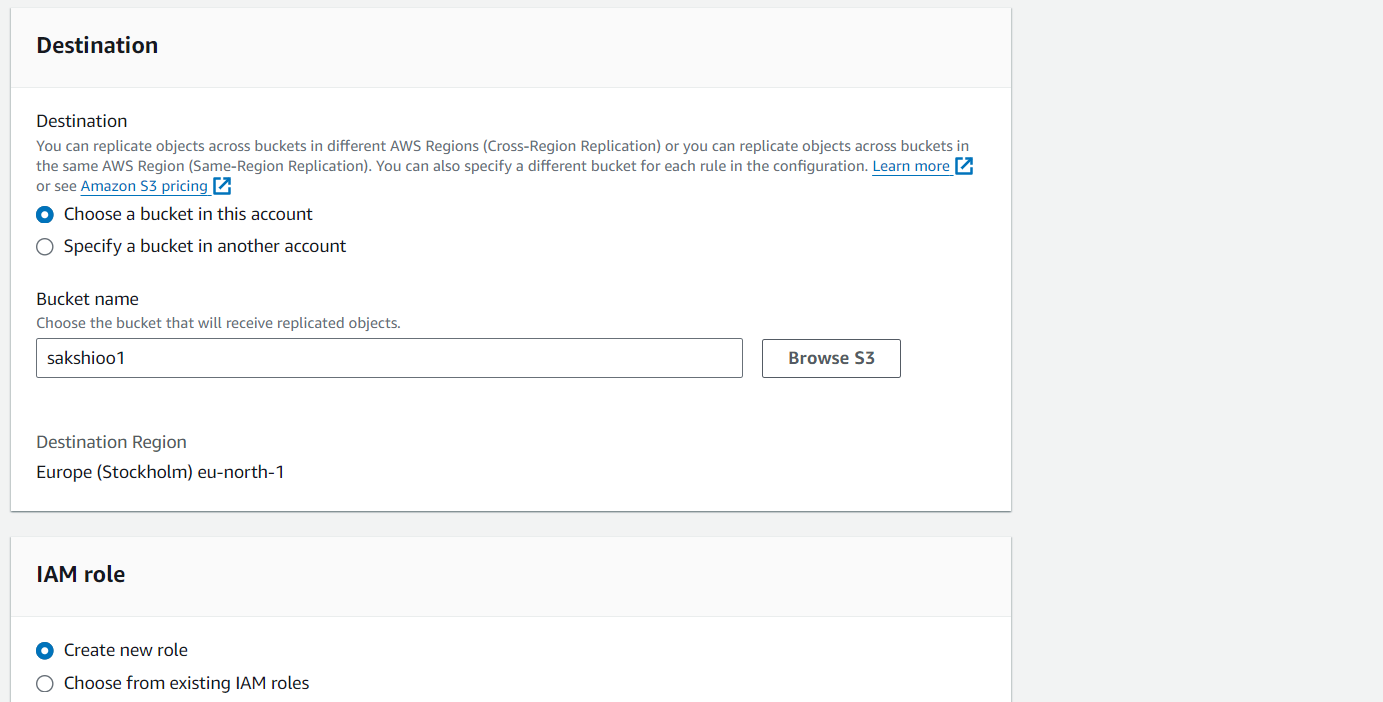 Destination
Destination
You can replicate objects across buckets in different AWS Regions (Cross-Region Replication) or you can replicate objects across buckets in
the same AWS Region (Same-Region Replication). You can also specify a different bucket for each rule in the configuration. Learn more
or see Amazon S3 pricing
Choose a bucket in this account
Specify a bucket in another account
Bucket name
Choose the bucket that will receive replicated objects.
sakshioo1
Browse S3
Destination Region
Europe (Stockholm) eu-north-1
IAM role
Create new role
Choose from existing IAM roles